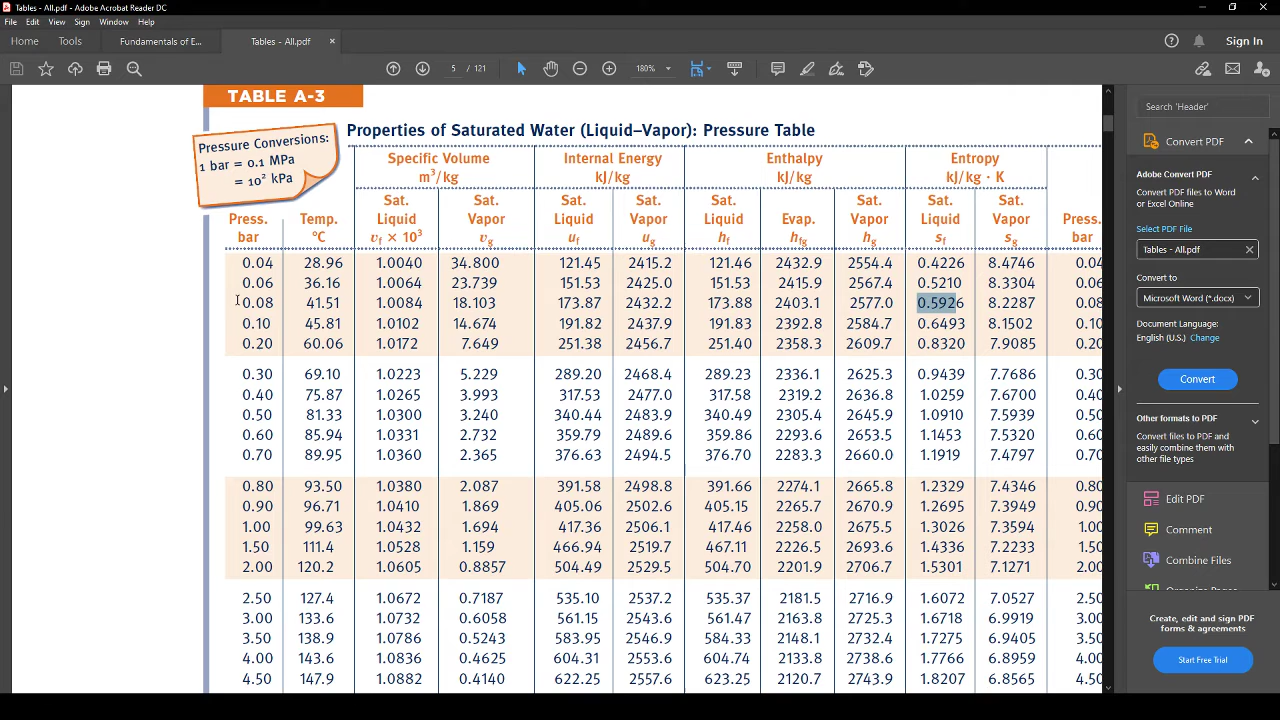 Tables - All.pdf - Adobe Acrobat Reader DC
File Edit View Sign Window Help
Home Tools Fundamentals of E... Tables - All.pdf × Sign In
5 / 121 180%
TABLE A-3
Pressure Conversions:
1 bar = 0.1 MPa
= 10² kPa
Properties of Saturated Water (Liquid–Vapor): Pressure Table
Specific Volume Internal Energy Enthalpy Entropy
m³/kg kJ/kg kJ/kg kJ/kg · K
Sat. Sat. Sat. Sat. Sat. Sat. Sat. Sat.
Press. Temp. Liquid Vapor Liquid Vapor Liquid Evap. Vapor Liquid Vapor Press.
bar °C vf × 10³ vg uf ug hf hfg hg sf sg bar
0.04 28.96 1.0040 34.800 121.45 2415.2 121.46 2432.9 2554.4 0.4226 8.4746 0.04
0.06 36.16 1.0064 23.739 151.53 2425.0 151.53 2415.9 2567.4 0.5210 8.3304 0.06
0.08 41.51 1.0084 18.103 173.87 2432.2 173.88 2403.1 2577.0 0.5926 8.2287 0.08
0.10 45.81 1.0102 14.674 191.82 2437.9 191.83 2392.8 2584.7 0.6493 8.1502 0.10
0.20 60.06 1.0172 7.649 251.38 2456.7 251.40 2358.3 2609.7 0.8320 7.9085 0.20
0.30 69.10 1.0223 5.229 289.20 2468.4 289.23 2336.1 2625.3 0.9439 7.7686 0.30
0.40 75.87 1.0265 3.993 317.53 2477.0 317.58 2319.2 2636.8 1.0259 7.6700 0.40
0.50 81.33 1.0300 3.240 340.44 2483.9 340.49 2305.4 2645.9 1.0910 7.5939 0.50
0.60 85.94 1.0331 2.732 359.79 2489.6 359.86 2293.6 2653.5 1.1453 7.5320 0.60
0.70 89.95 1.0360 2.365 376.63 2494.5 376.70 2283.3 2660.0 1.1919 7.4797 0.70
0.80 93.50 1.0380 2.087 391.58 2498.8 391.66 2274.1 2665.8 1.2329 7.4346 0.80
0.90 96.71 1.0410 1.869 405.06 2502.6 405.15 2265.7 2670.9 1.2695 7.3949 0.90
1.00 99.63 1.0432 1.694 417.36 2506.1 417.46 2258.0 2675.5 1.3026 7.3594 1.00
1.50 111.4 1.0528 1.159 466.94 2519.7 467.11 2226.5 2693.6 1.4336 7.2233 1.50
2.00 120.2 1.0605 0.8857 504.49 2529.5 504.70 2201.9 2706.7 1.5301 7.1271 2.00
2.50 127.4 1.0672 0.7187 535.10 2537.2 535.37 2181.5 2716.9 1.6072 7.0527 2.50
3.00 133.6 1.0732 0.6058 561.15 2543.6 561.47 2163.8 2725.3 1.6718 6.9919 3.00
3.50 138.9 1.0786 0.5243 583.95 2546.9 584.33 2148.1 2732.4 1.7275 6.9405 3.50
4.00 143.6 1.0836 0.4625 604.31 2553.6 604.74 2133.8 2738.6 1.7766 6.8959 4.00
4.50 147.9 1.0882 0.4140 622.25 2557.6 623.25 2120.7 2743.9 1.8207 6.8565 4.50
Search 'Header'
Convert PDF
Adobe Convert PDF
Convert PDF files to Word
or Excel Online
Select PDF File
Tables - All.pdf
Convert to
Microsoft Word (*.docx)
Document Language:
English (U.S.) Change
Convert
Other formats to PDF
Convert files to PDF and
easily combine them with
other file types
Edit PDF
Comment
Combine Files
Organize Pages
Create, edit and sign PDF
forms & agreements
Start Free Trial